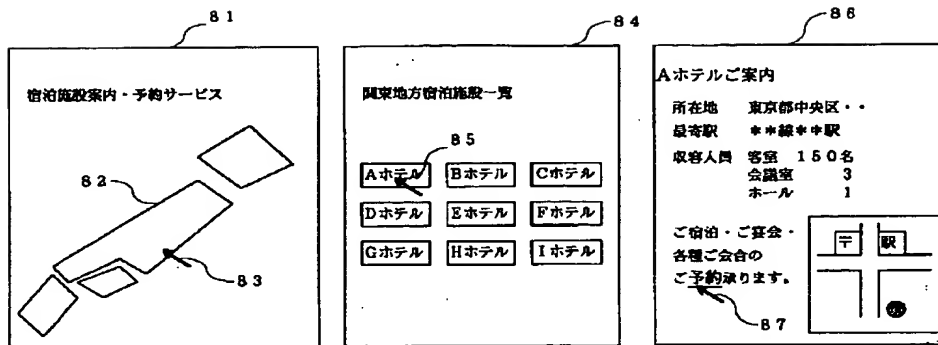 81
宿泊施設案内・予約サービス
82
83
84
関東地方宿泊施設一覧
85
Aホテル Bホテル Cホテル
Dホテル Eホテル Fホテル
Gホテル Hホテル Iホテル
86
Aホテルご案内
所在地 東京都中央区・・
最寄駅 **線**駅
収容人員 客室 150名
会議室 3
ホール 1
ご宿泊・ご宴会・
各種ご会合の
ご予約承ります。
87
〒 駅